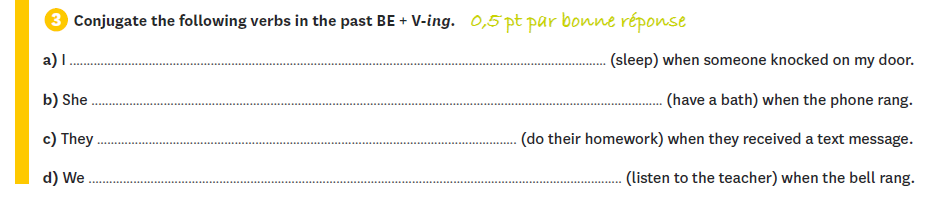 3 Conjugate the following verbs in the past BE + V-ing. 0,5 pt par bonne réponse
a) I ........................................ (sleep) when someone knocked on my door.
b) She ........................................ (have a bath) when the phone rang.
c) They ........................................ (do their homework) when they received a text message.
d) We ........................................ (listen to the teacher) when the bell rang.